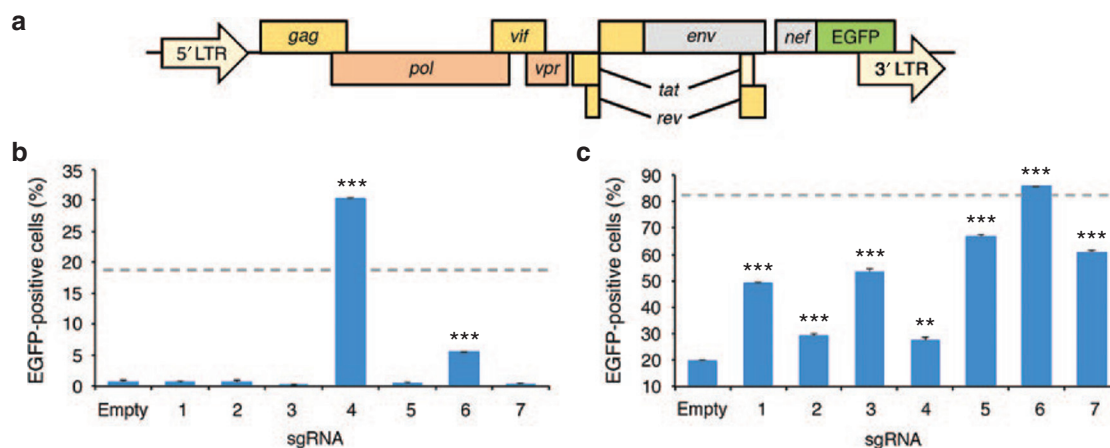 a
5′ LTR gag pol vif vpr env nef EGFP 3′ LTR
tat
rev
b
EGFP-positive cells (%)
35
30
25
20
15
10
5
0
***
***
Empty 1 2 3 4 5 6 7
sgRNA
c
EGFP-positive cells (%)
90
80
70
60
50
40
30
20
10
***
***
***
**
***
***
***
Empty 1 2 3 4 5 6 7
sgRNA